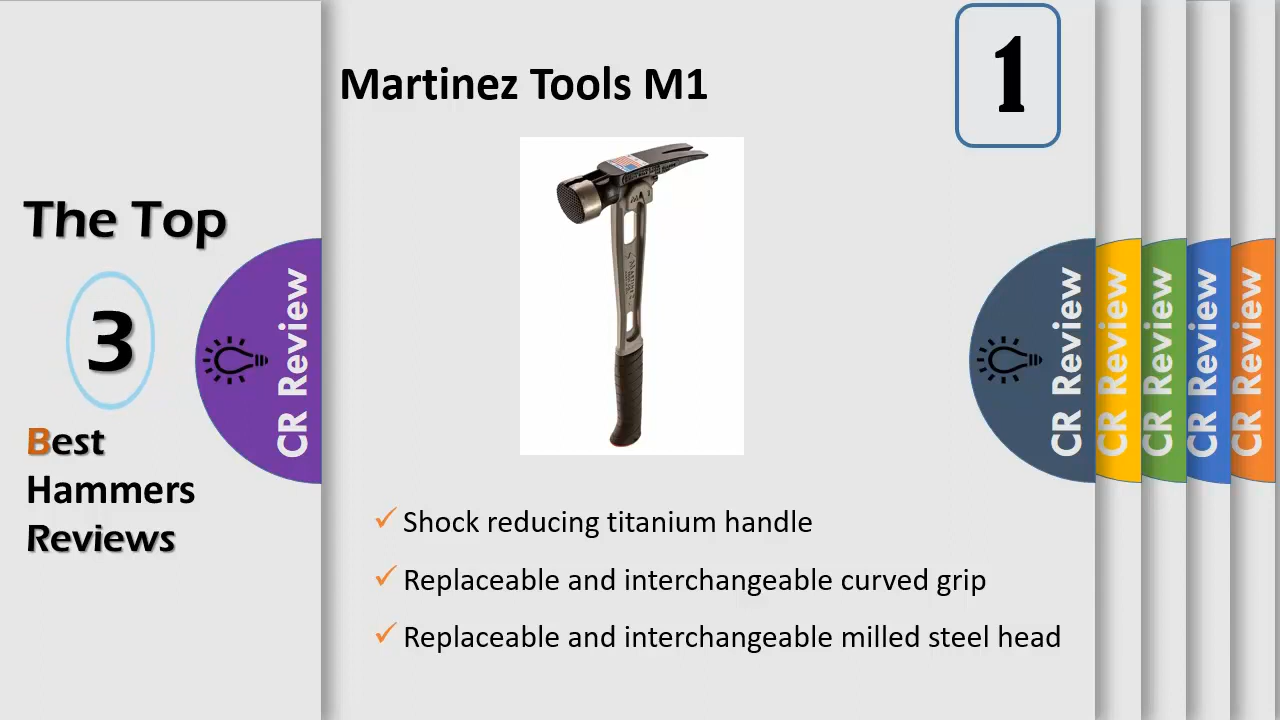 Martinez Tools M1
1
The Top
3
Best
Hammers
Reviews
CR Review
CR Review
CR Review
CR Review
CR Review
CR Review
Shock reducing titanium handle
Replaceable and interchangeable curved grip
Replaceable and interchangeable milled steel head